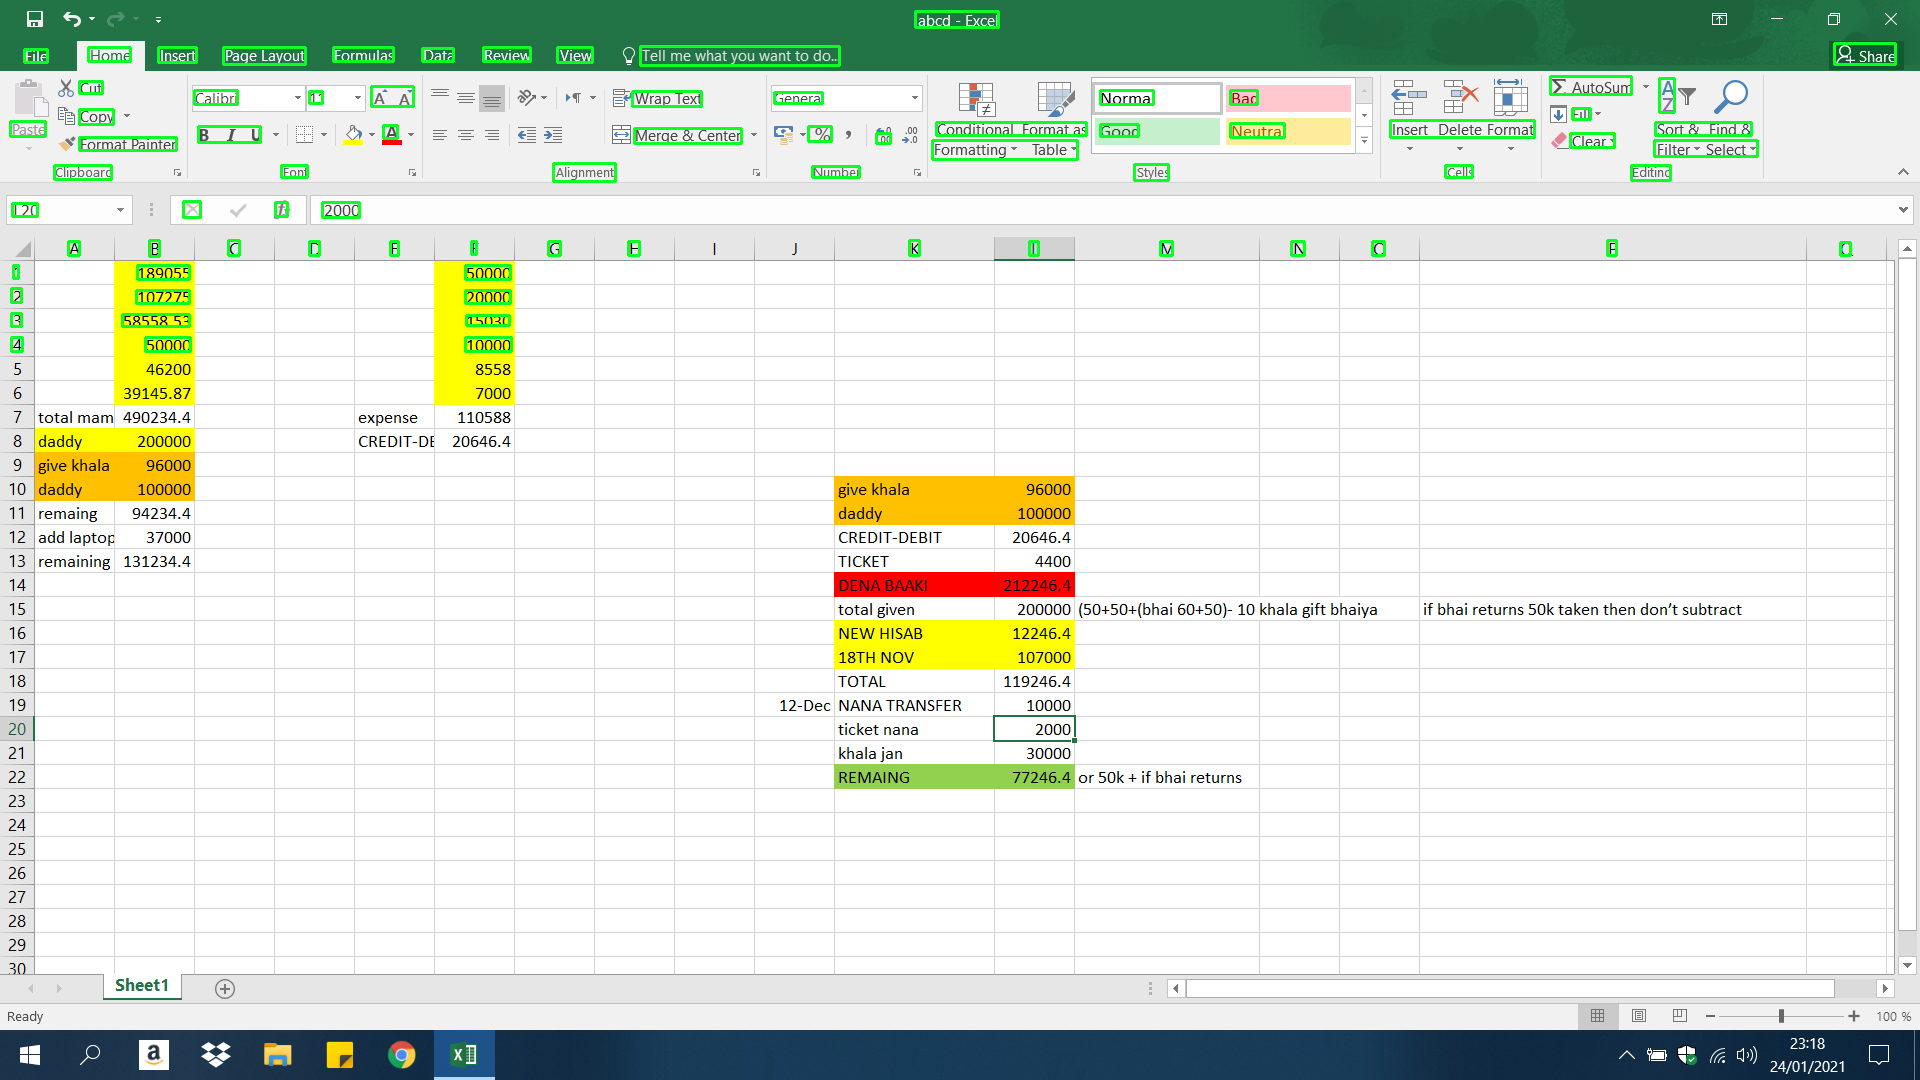 abcd - Excel
File Home Insert Page Layout Formulas Data Review View Tell me what you want to do.. Share
Cut
Copy
Format Painter
Paste
Clipboard
Calibri 11 A A
B I U A
Font
Wrap Text
Merge & Center
Alignment
General
%
Number
Conditional Formatting
Format as Table
Normal Bad
Good Neutral
Styles
Insert Delete Format
Cells
AutoSum
Fill
Clear
Sort & Filter
Find & Select
Editing
L20 fx 2000
A B C D E F G H I J K L M N O P Q
1 189055 50000
2 107275 20000
3 58558.53 15030
4 50000 10000
5 46200 8558
6 39145.87 7000
7 total mam 490234.4 expense 110588
8 daddy 200000 CREDIT-DE 20646.4
9 give khala 96000
10 daddy 100000 give khala 96000
11 remaing 94234.4 daddy 100000
12 add laptop 37000 CREDIT-DEBIT 20646.4
13 remaining 131234.4 TICKET 4400
14 DENA BAAKI 212246.4
15 total given 200000 (50+50+(bhai 60+50)- 10 khala gift bhaiya if bhai returns 50k taken then don’t subtract
16 NEW HISAB 12246.4
17 18TH NOV 107000
18 TOTAL 119246.4
19 12-Dec NANA TRANSFER 10000
20 ticket nana 2000
21 khala jan 30000
22 REMAING 77246.4 or 50k + if bhai returns
23
24
25
26
27
28
29
30
Sheet1
Ready 100 %
23:18
24/01/2021